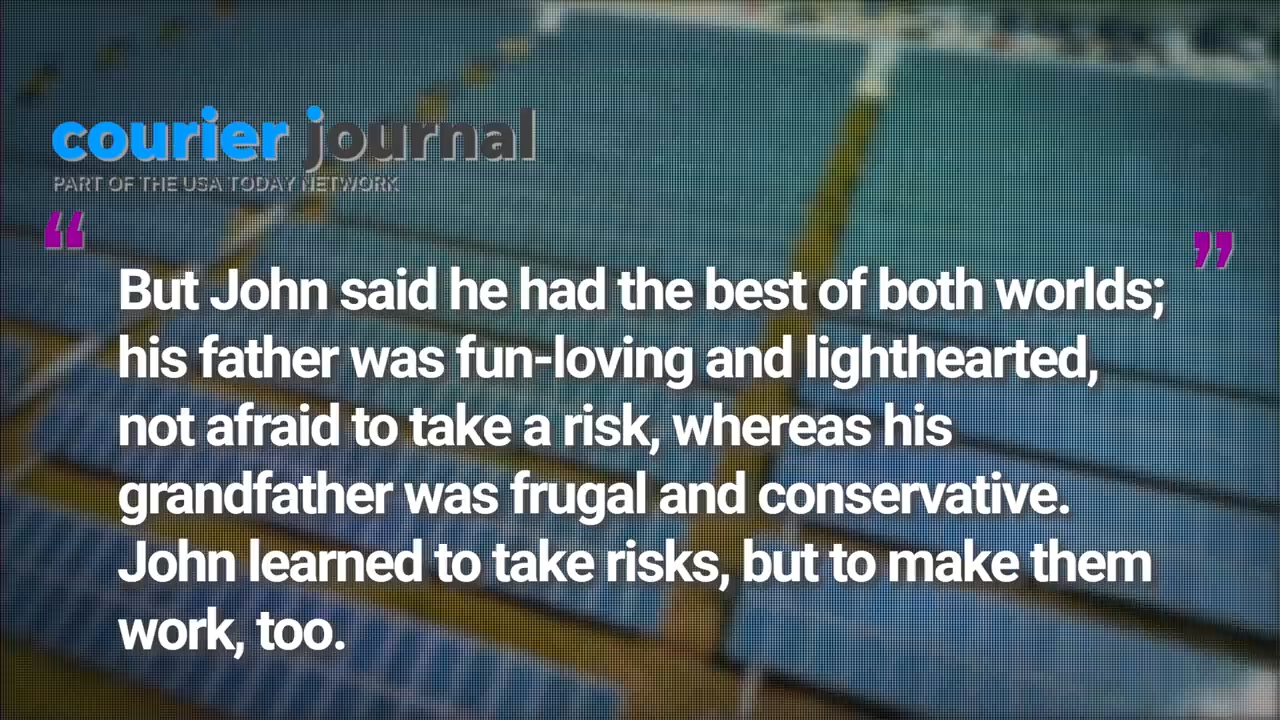 courier journal
PART OF THE USA TODAY NETWORK
“ ”
But John said he had the best of both worlds;
his father was fun-loving and lighthearted,
not afraid to take a risk, whereas his
grandfather was frugal and conservative.
John learned to take risks, but to make them
work, too.